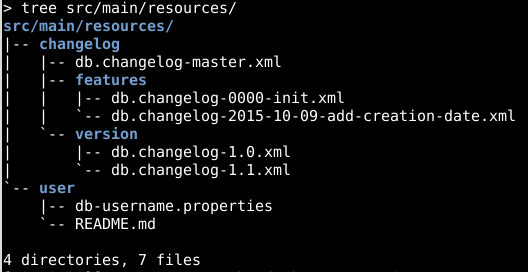 > tree src/main/resources/
src/main/resources/
|-- changelog
|   |-- db.changelog-master.xml
|   |-- features
|   |   |-- db.changelog-0000-init.xml
|   |   `-- db.changelog-2015-10-09-add-creation-date.xml
|   `-- version
|       |-- db.changelog-1.0.xml
|       `-- db.changelog-1.1.xml
`-- user
    |-- db-username.properties
    `-- README.md

4 directories, 7 files